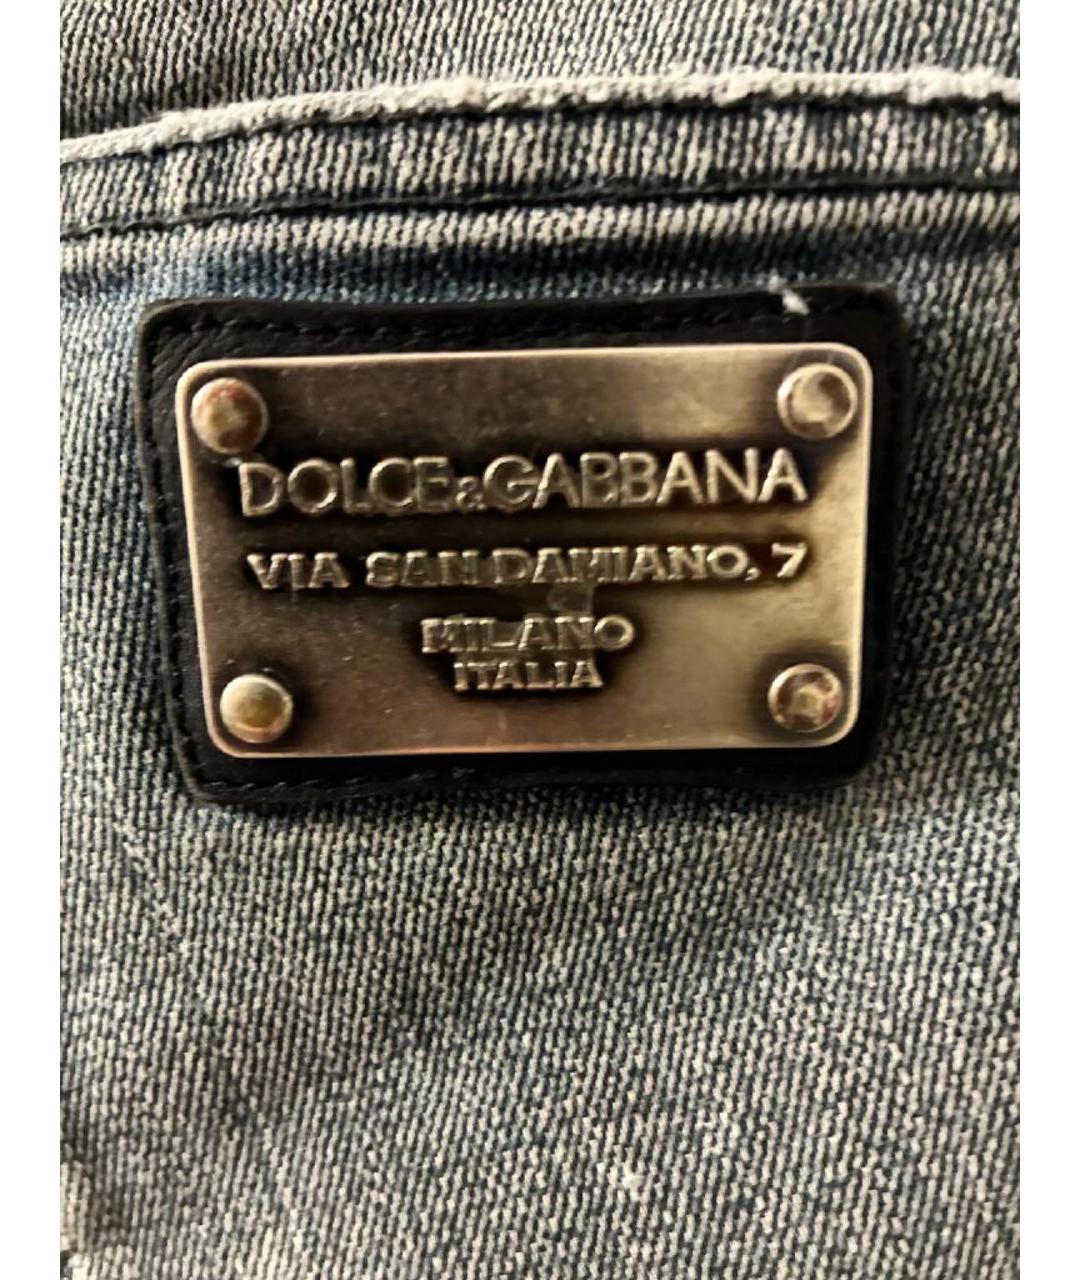 DOLCE&GABBANA
VIA SAN DAMIANO, 7
MILANO
ITALIA